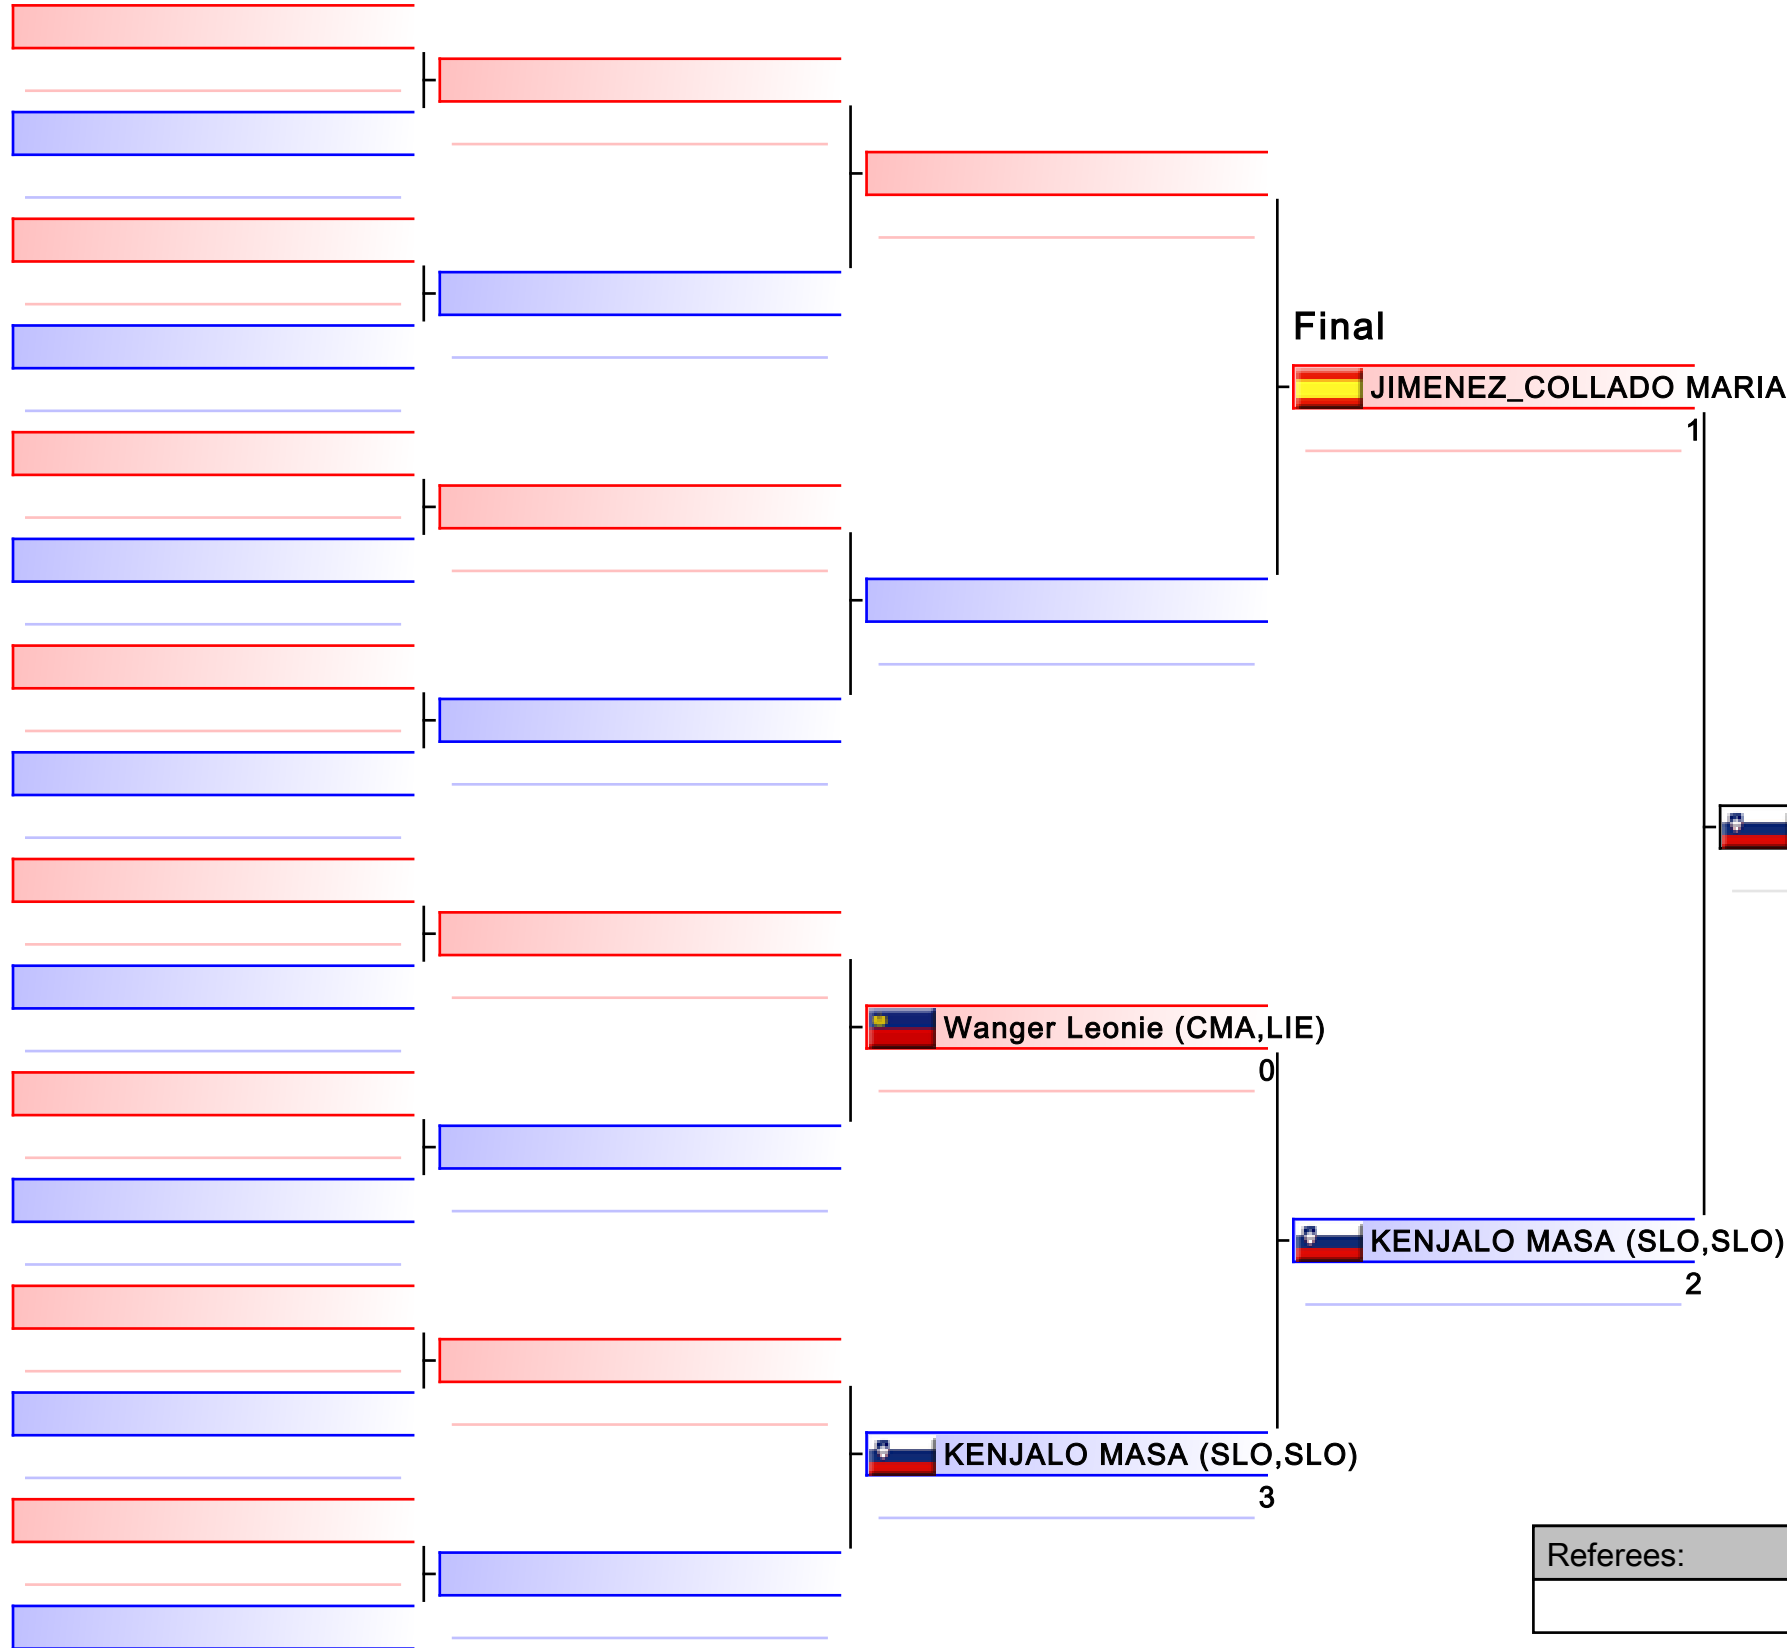 Final
JIMENEZ_COLLADO MARIA
1
Wanger Leonie (CMA,LIE)
0
KENJALO MASA (SLO,SLO)
2
KENJALO MASA (SLO,SLO)
3
Referees: